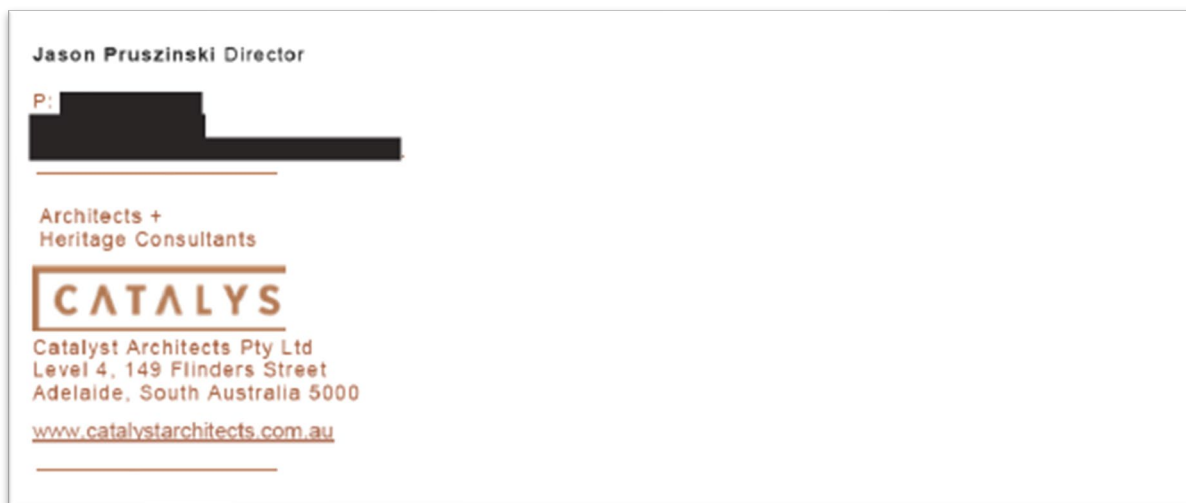 Jason Pruszinski Director
P:
Architects +
Heritage Consultants
CATALYS
Catalyst Architects Pty Ltd
Level 4, 149 Flinders Street
Adelaide, South Australia 5000
www.catalystarchitects.com.au